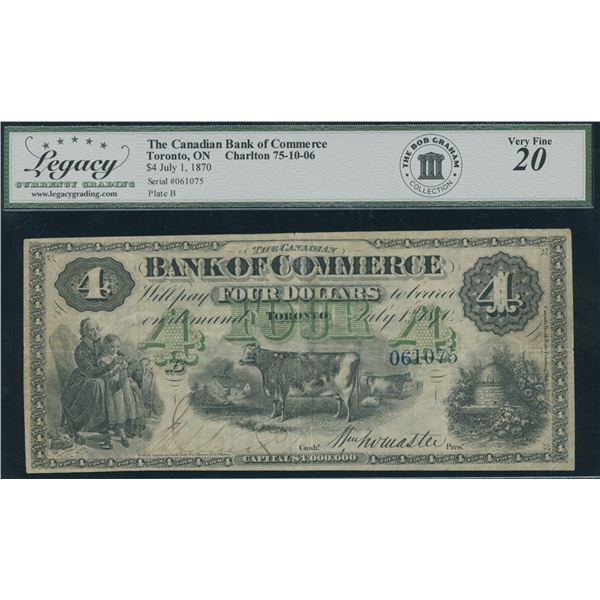 Legacy
CURRENCY GRADING
www.legacygrading.com
The Canadian Bank of Commerce
Toronto, ON Charlton 75-10-06
$4 July 1, 1870
Serial #061075
Plate B
THE BOB GRAHAM
COLLECTION
Very Fine
20
THE CANADIAN
BANK OF COMMERCE
4
Will pay FOUR DOLLARS to bearer
on demand TORONTO July 1, 1870.
4 FOUR 4
4
061075
Cash!
Wm McMaster Pres.
CAPITAL $1,000,000